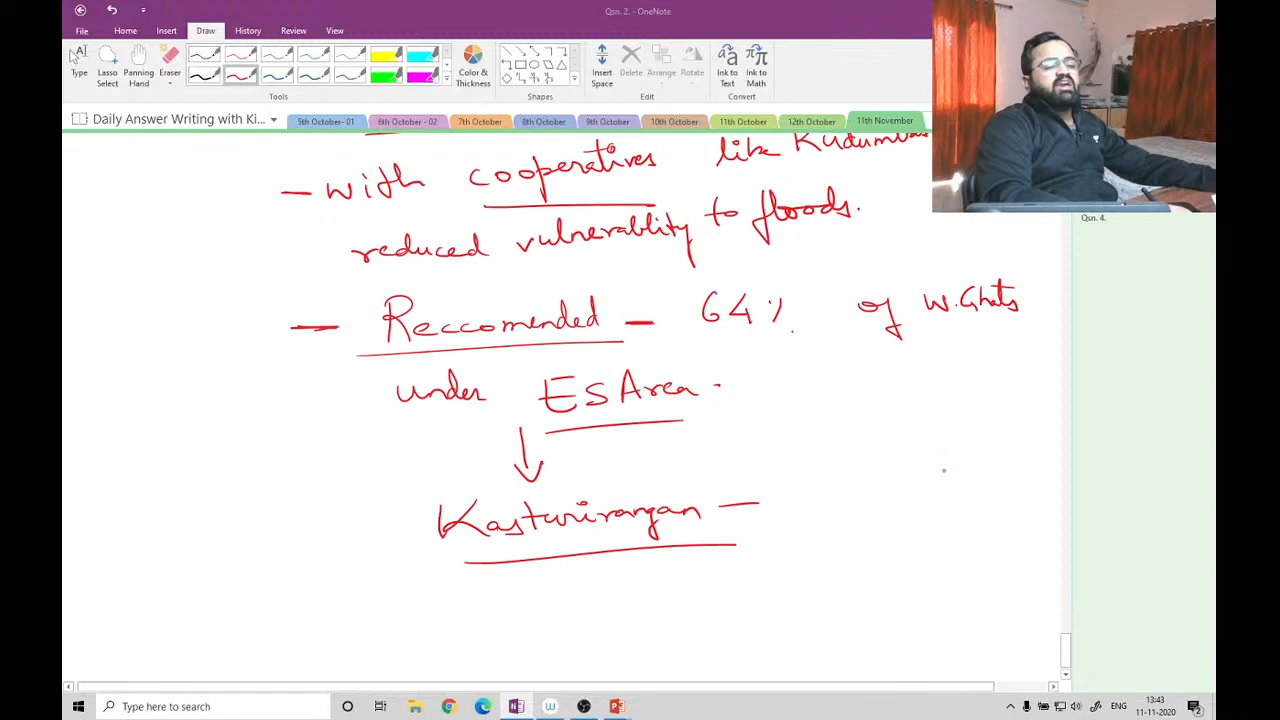 Qsn. 2. - OneNote
File Home Insert Draw History Review View
Type Lasso Select Panning Hand Eraser Color & Thickness Insert Space Delete Arrange Rotate Ink to Text Ink to Math
Tools Shapes Edit Convert
Daily Answer Writing with Ki... 5th October- 01 6th October - 02 7th October 8th October 9th October 10th October 11th October 12th October 11th November
Qsn. 4.
- with cooperatives like
reduced vulnerablity to floods.
- Reccomended - 64% of W.Ghats
under ES Area.
Kasturirangan -
Type here to search
ENG 13:43
11-11-2020 2